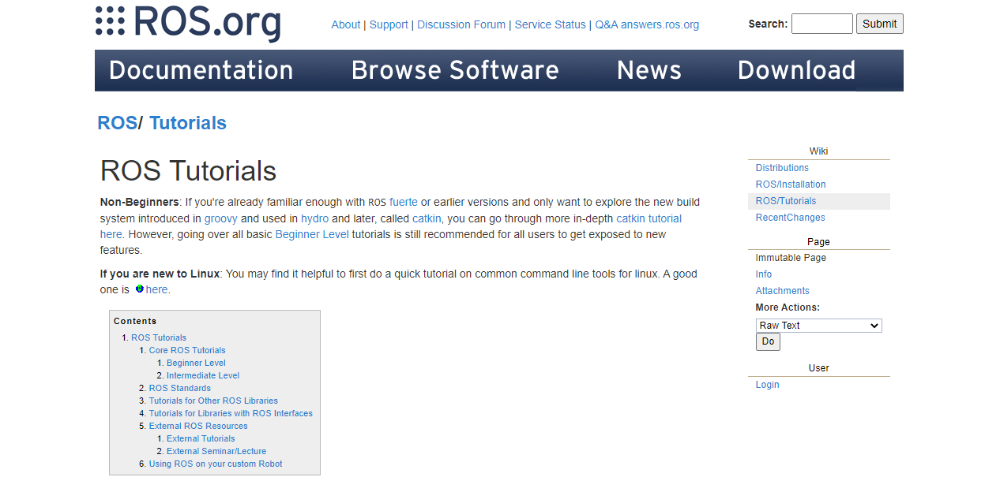 ROS.org
About | Support | Discussion Forum | Service Status | Q&A answers.ros.org
Search: Submit
Documentation Browse Software News Download
ROS/ Tutorials
ROS Tutorials
Non-Beginners: If you're already familiar enough with ROS fuerte or earlier versions and only want to explore the new build
system introduced in groovy and used in hydro and later, called catkin, you can go through more in-depth catkin tutorial
here. However, going over all basic Beginner Level tutorials is still recommended for all users to get exposed to new
features.
If you are new to Linux: You may find it helpful to first do a quick tutorial on common command line tools for linux. A good
one is here.
Contents
1. ROS Tutorials
1. Core ROS Tutorials
1. Beginner Level
2. Intermediate Level
2. ROS Standards
3. Tutorials for Other ROS Libraries
4. Tutorials for Libraries with ROS Interfaces
5. External ROS Resources
1. External Tutorials
2. External Seminar/Lecture
6. Using ROS on your custom Robot
Wiki
Distributions
ROS/Installation
ROS/Tutorials
RecentChanges
Page
Immutable Page
Info
Attachments
More Actions:
Raw Text
Do
User
Login